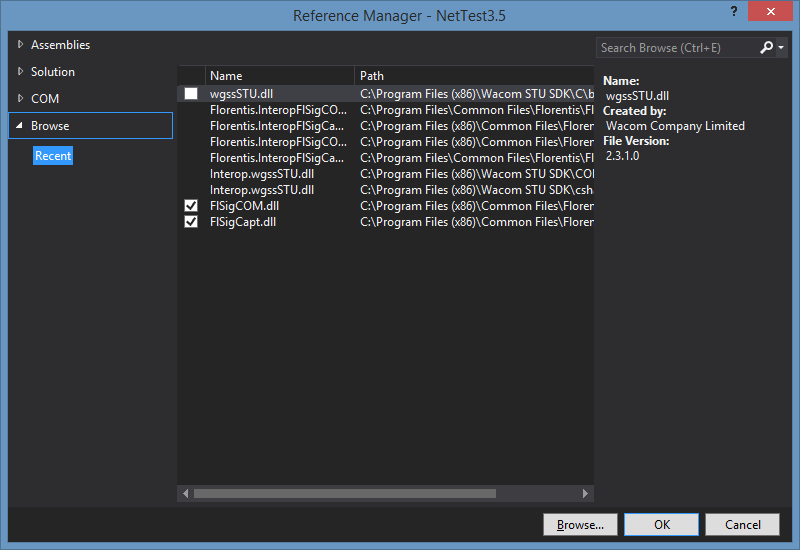 Reference Manager - NetTest3.5
?
Assemblies
Solution
COM
Browse
Recent
Search Browse (Ctrl+E)
Name Path
wgssSTU.dll C:\Program Files (x86)\Wacom STU SDK\C\b
Florentis.InteropFlSigCO... C:\Program Files\Common Files\Florentis\F
Florentis.InteropFlSigCa... C:\Program Files (x86)\Common Files\Floren
Florentis.InteropFlSigCO... C:\Program Files (x86)\Common Files\Floren
Florentis.InteropFlSigCa... C:\Program Files\Common Files\Florentis\F
Interop.wgssSTU.dll C:\Program Files (x86)\Wacom STU SDK\CO
Interop.wgssSTU.dll C:\Program Files (x86)\Wacom STU SDK\csha
FlSigCOM.dll C:\Program Files (x86)\Common Files\Floren
FlSigCapt.dll C:\Program Files (x86)\Common Files\Floren
Name:
wgssSTU.dll
Created by:
Wacom Company Limited
File Version:
2.3.1.0
Browse... OK Cancel